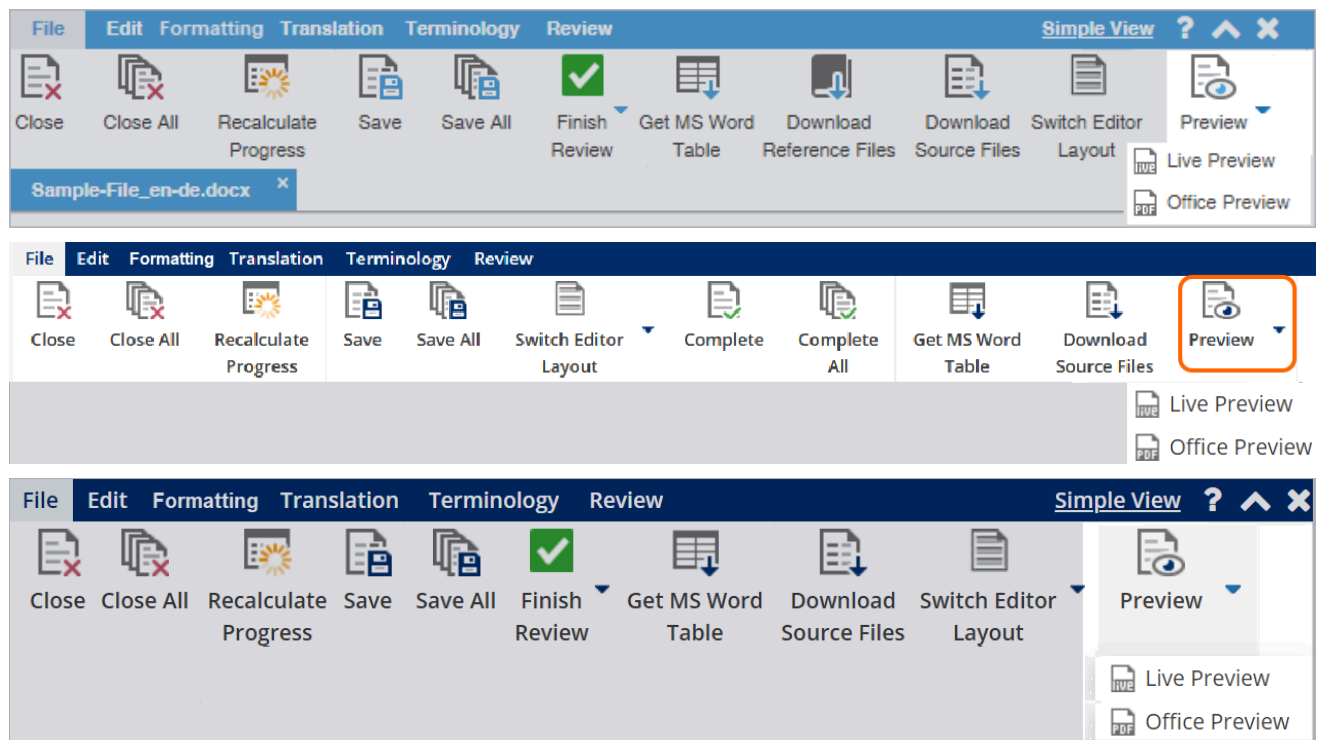 File Edit Formatting Translation Terminology Review Simple View ?
Close Close All Recalculate Save Save All Finish Get MS Word Download Download Switch Editor Preview
Progress Review Table Reference Files Source Files Layout
Live Preview
Sample-File_en-de.docx ×
Office Preview
File Edit Formatting Translation Terminology Review
Close Close All Recalculate Save Save All Switch Editor Complete Complete Get MS Word Download Preview
Progress Layout All Table Source Files
live Live Preview
PDF Office Preview
File Edit Formatting Translation Terminology Review Simple View ?
Close Close All Recalculate Save Save All Finish Get MS Word Download Switch Editor Preview
Progress Review Table Source Files Layout
live Live Preview
PDF Office Preview